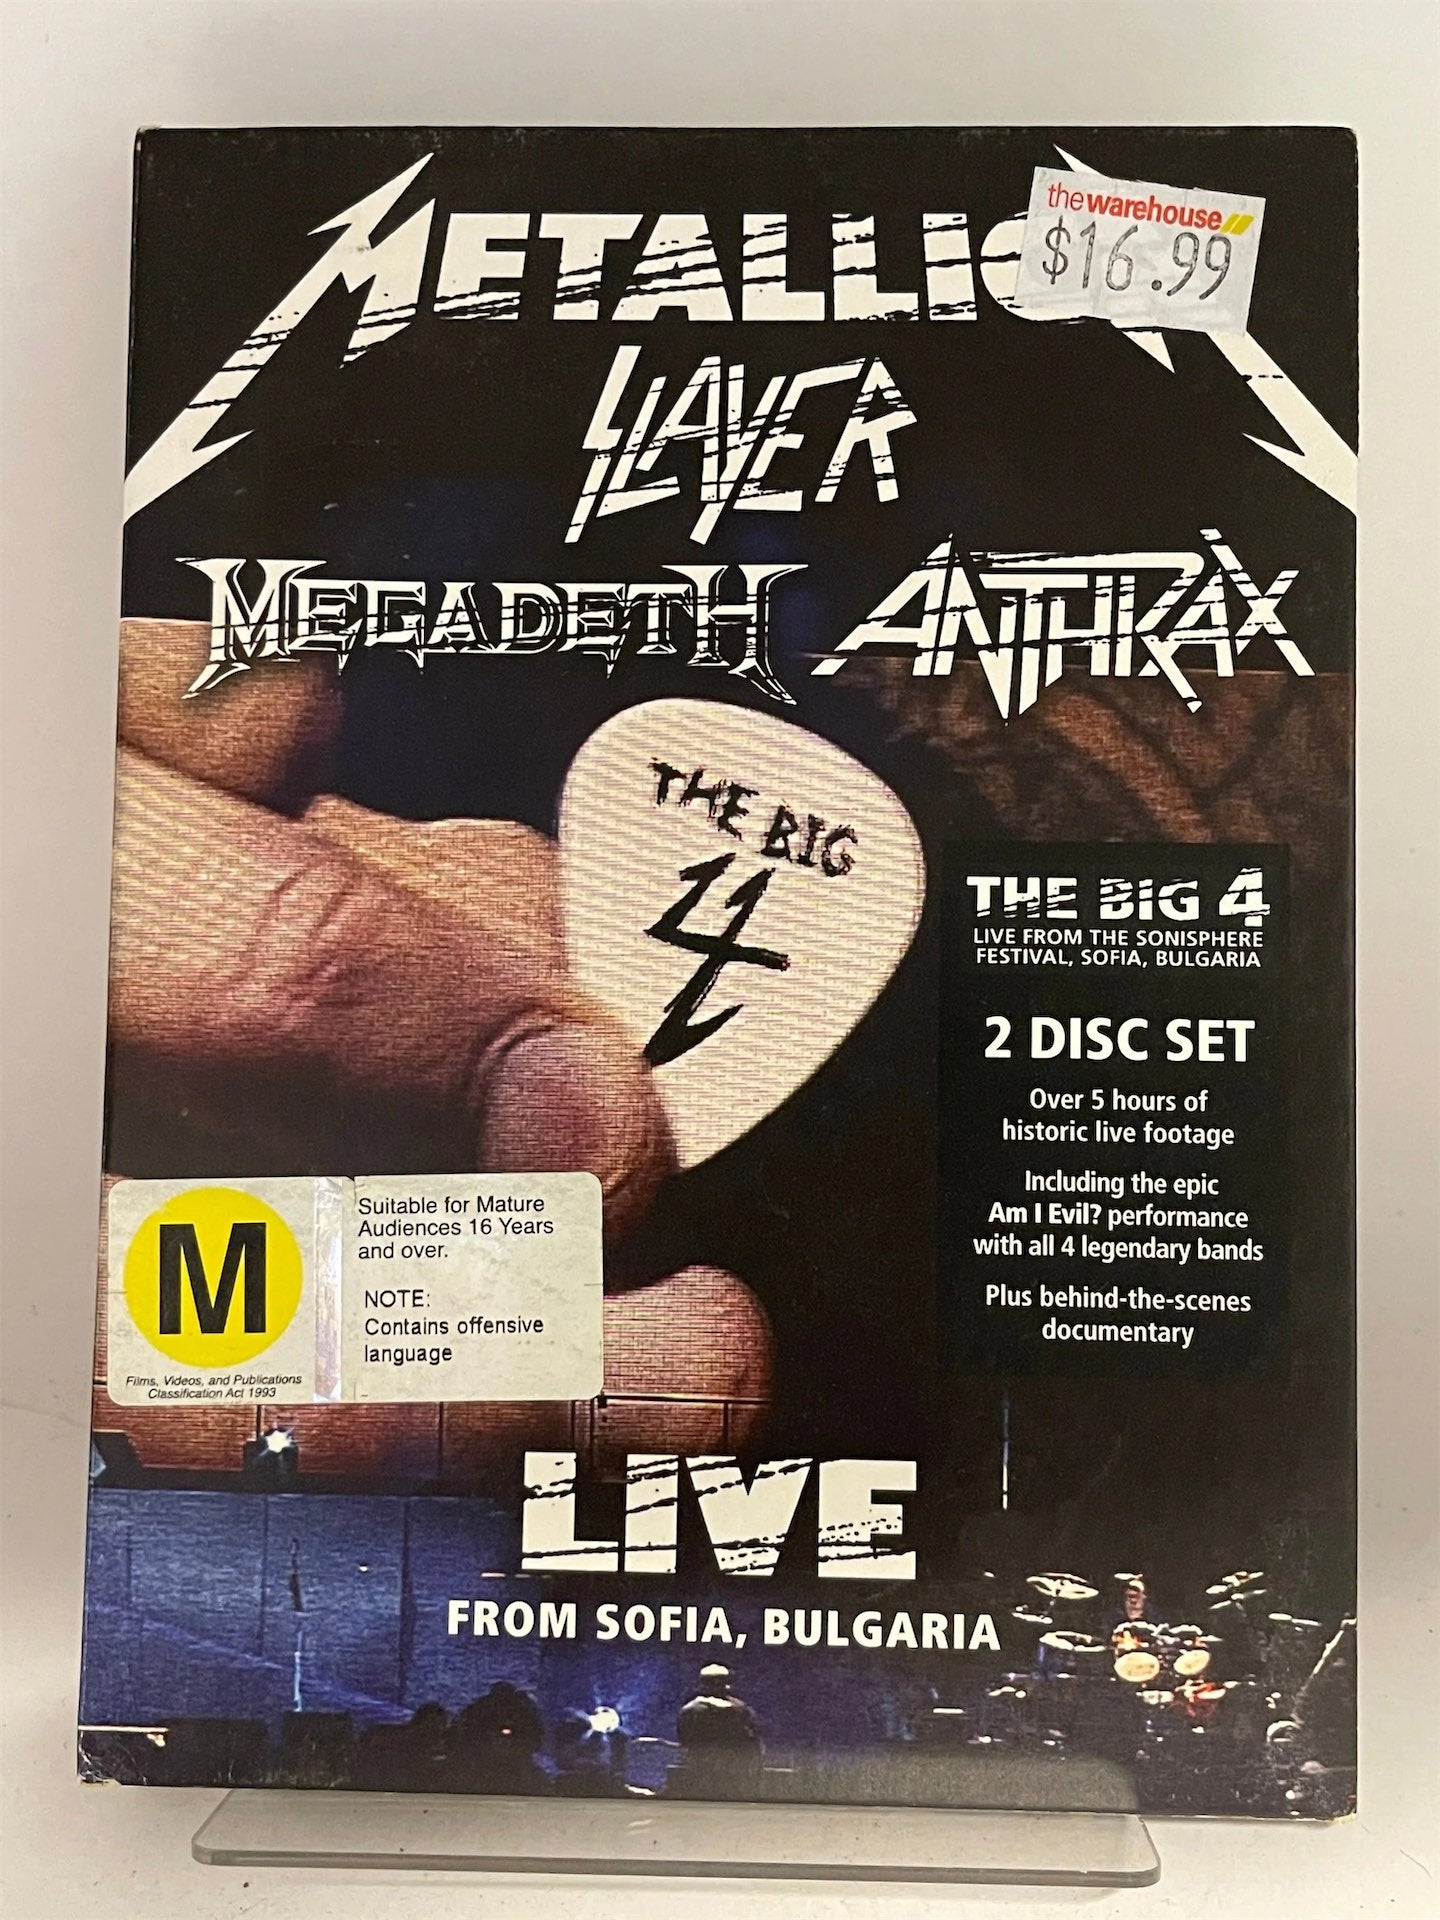 METALLIC
thewarehouse
$16.99
SLAYER
MEGADETH
ANTHRAX
THE BIG
4
THE BIG 4
LIVE FROM THE SONISPHERE
FESTIVAL, SOFIA, BULGARIA
2 DISC SET
Over 5 hours of
historic live footage
Including the epic
Am I Evil? performance
with all 4 legendary bands
Plus behind-the-scenes
documentary
M
Films, Videos, and Publications
Classification Act 1993
Suitable for Mature
Audiences 16 Years
and over.
NOTE:
Contains offensive
language
LIVE
FROM SOFIA, BULGARIA